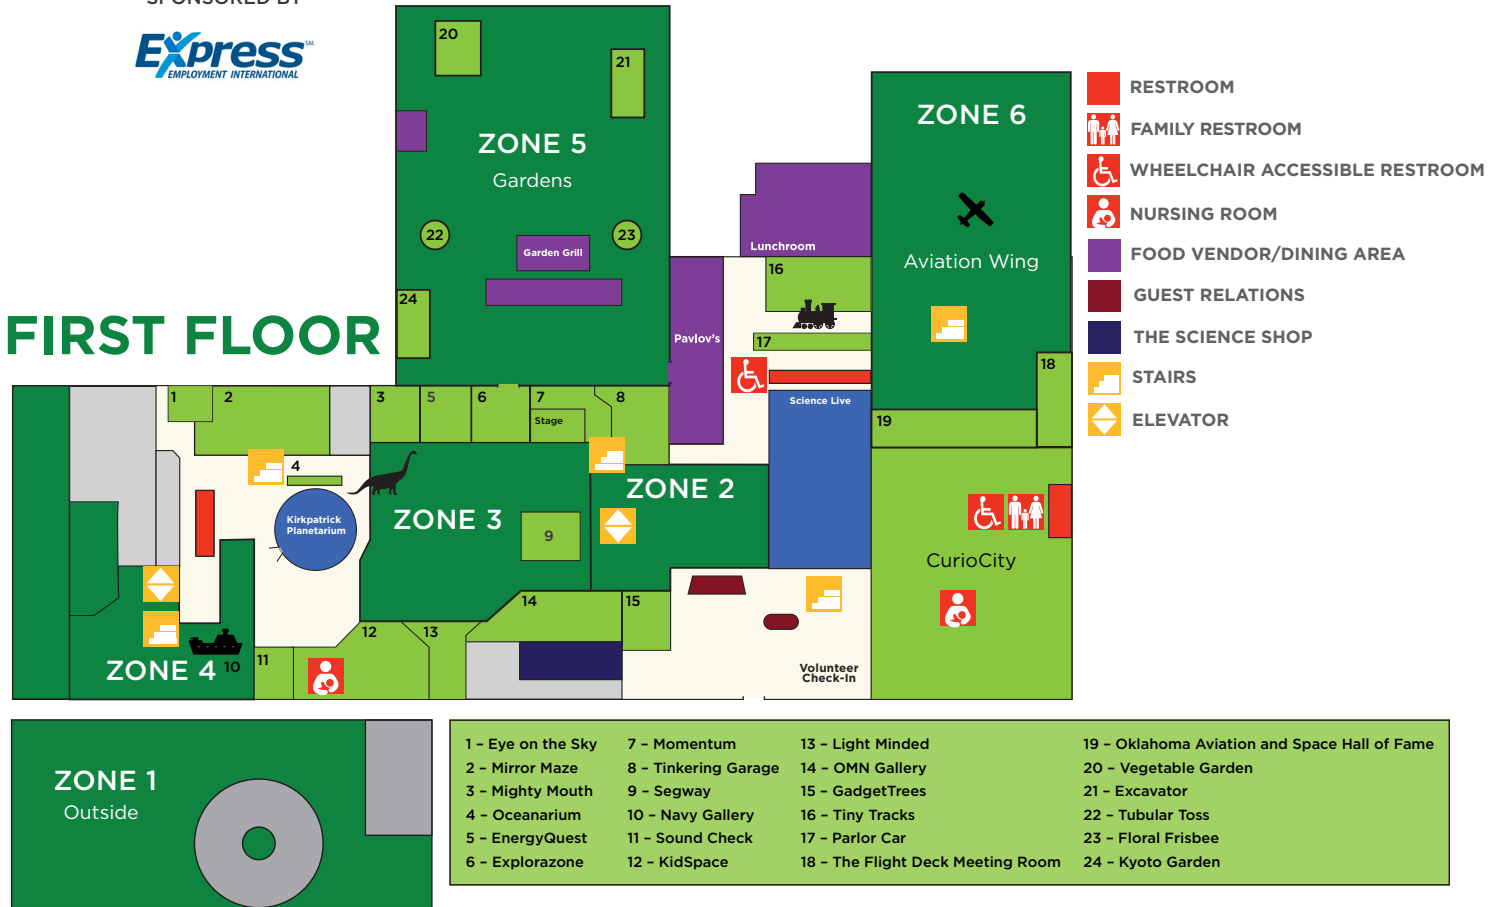 SPONSORED BY
Express
SM
EMPLOYMENT INTERNATIONAL
FIRST FLOOR
20
21
ZONE 5
Gardens
22
23
Garden Grill
24
ZONE 6
Aviation Wing
Lunchroom
16
17
Pavlov's
18
19
Science Live
1
2
3
5
6
7
Stage
8
4
Kirkpatrick
Planetarium
ZONE 3
9
ZONE 2
CurioCity
14
15
12
13
11
10
ZONE 4
Volunteer
Check-In
RESTROOM
FAMILY RESTROOM
WHEELCHAIR ACCESSIBLE RESTROOM
NURSING ROOM
FOOD VENDOR/DINING AREA
GUEST RELATIONS
THE SCIENCE SHOP
STAIRS
ELEVATOR
ZONE 1
Outside
1 – Eye on the Sky
2 – Mirror Maze
3 – Mighty Mouth
4 – Oceanarium
5 – EnergyQuest
6 – Explorazone
7 – Momentum
8 – Tinkering Garage
9 – Segway
10 – Navy Gallery
11 – Sound Check
12 – KidSpace
13 – Light Minded
14 – OMN Gallery
15 – GadgetTrees
16 – Tiny Tracks
17 – Parlor Car
18 – The Flight Deck Meeting Room
19 – Oklahoma Aviation and Space Hall of Fame
20 – Vegetable Garden
21 – Excavator
22 – Tubular Toss
23 – Floral Frisbee
24 – Kyoto Garden